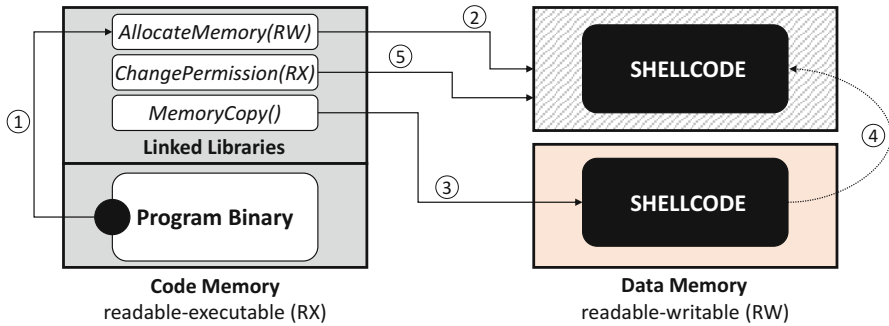 AllocateMemory(RW)
ChangePermission(RX)
MemoryCopy()
Linked Libraries
Program Binary
1
2
5
3
4
SHELLCODE
SHELLCODE
Code Memory
readable-executable (RX)
Data Memory
readable-writable (RW)